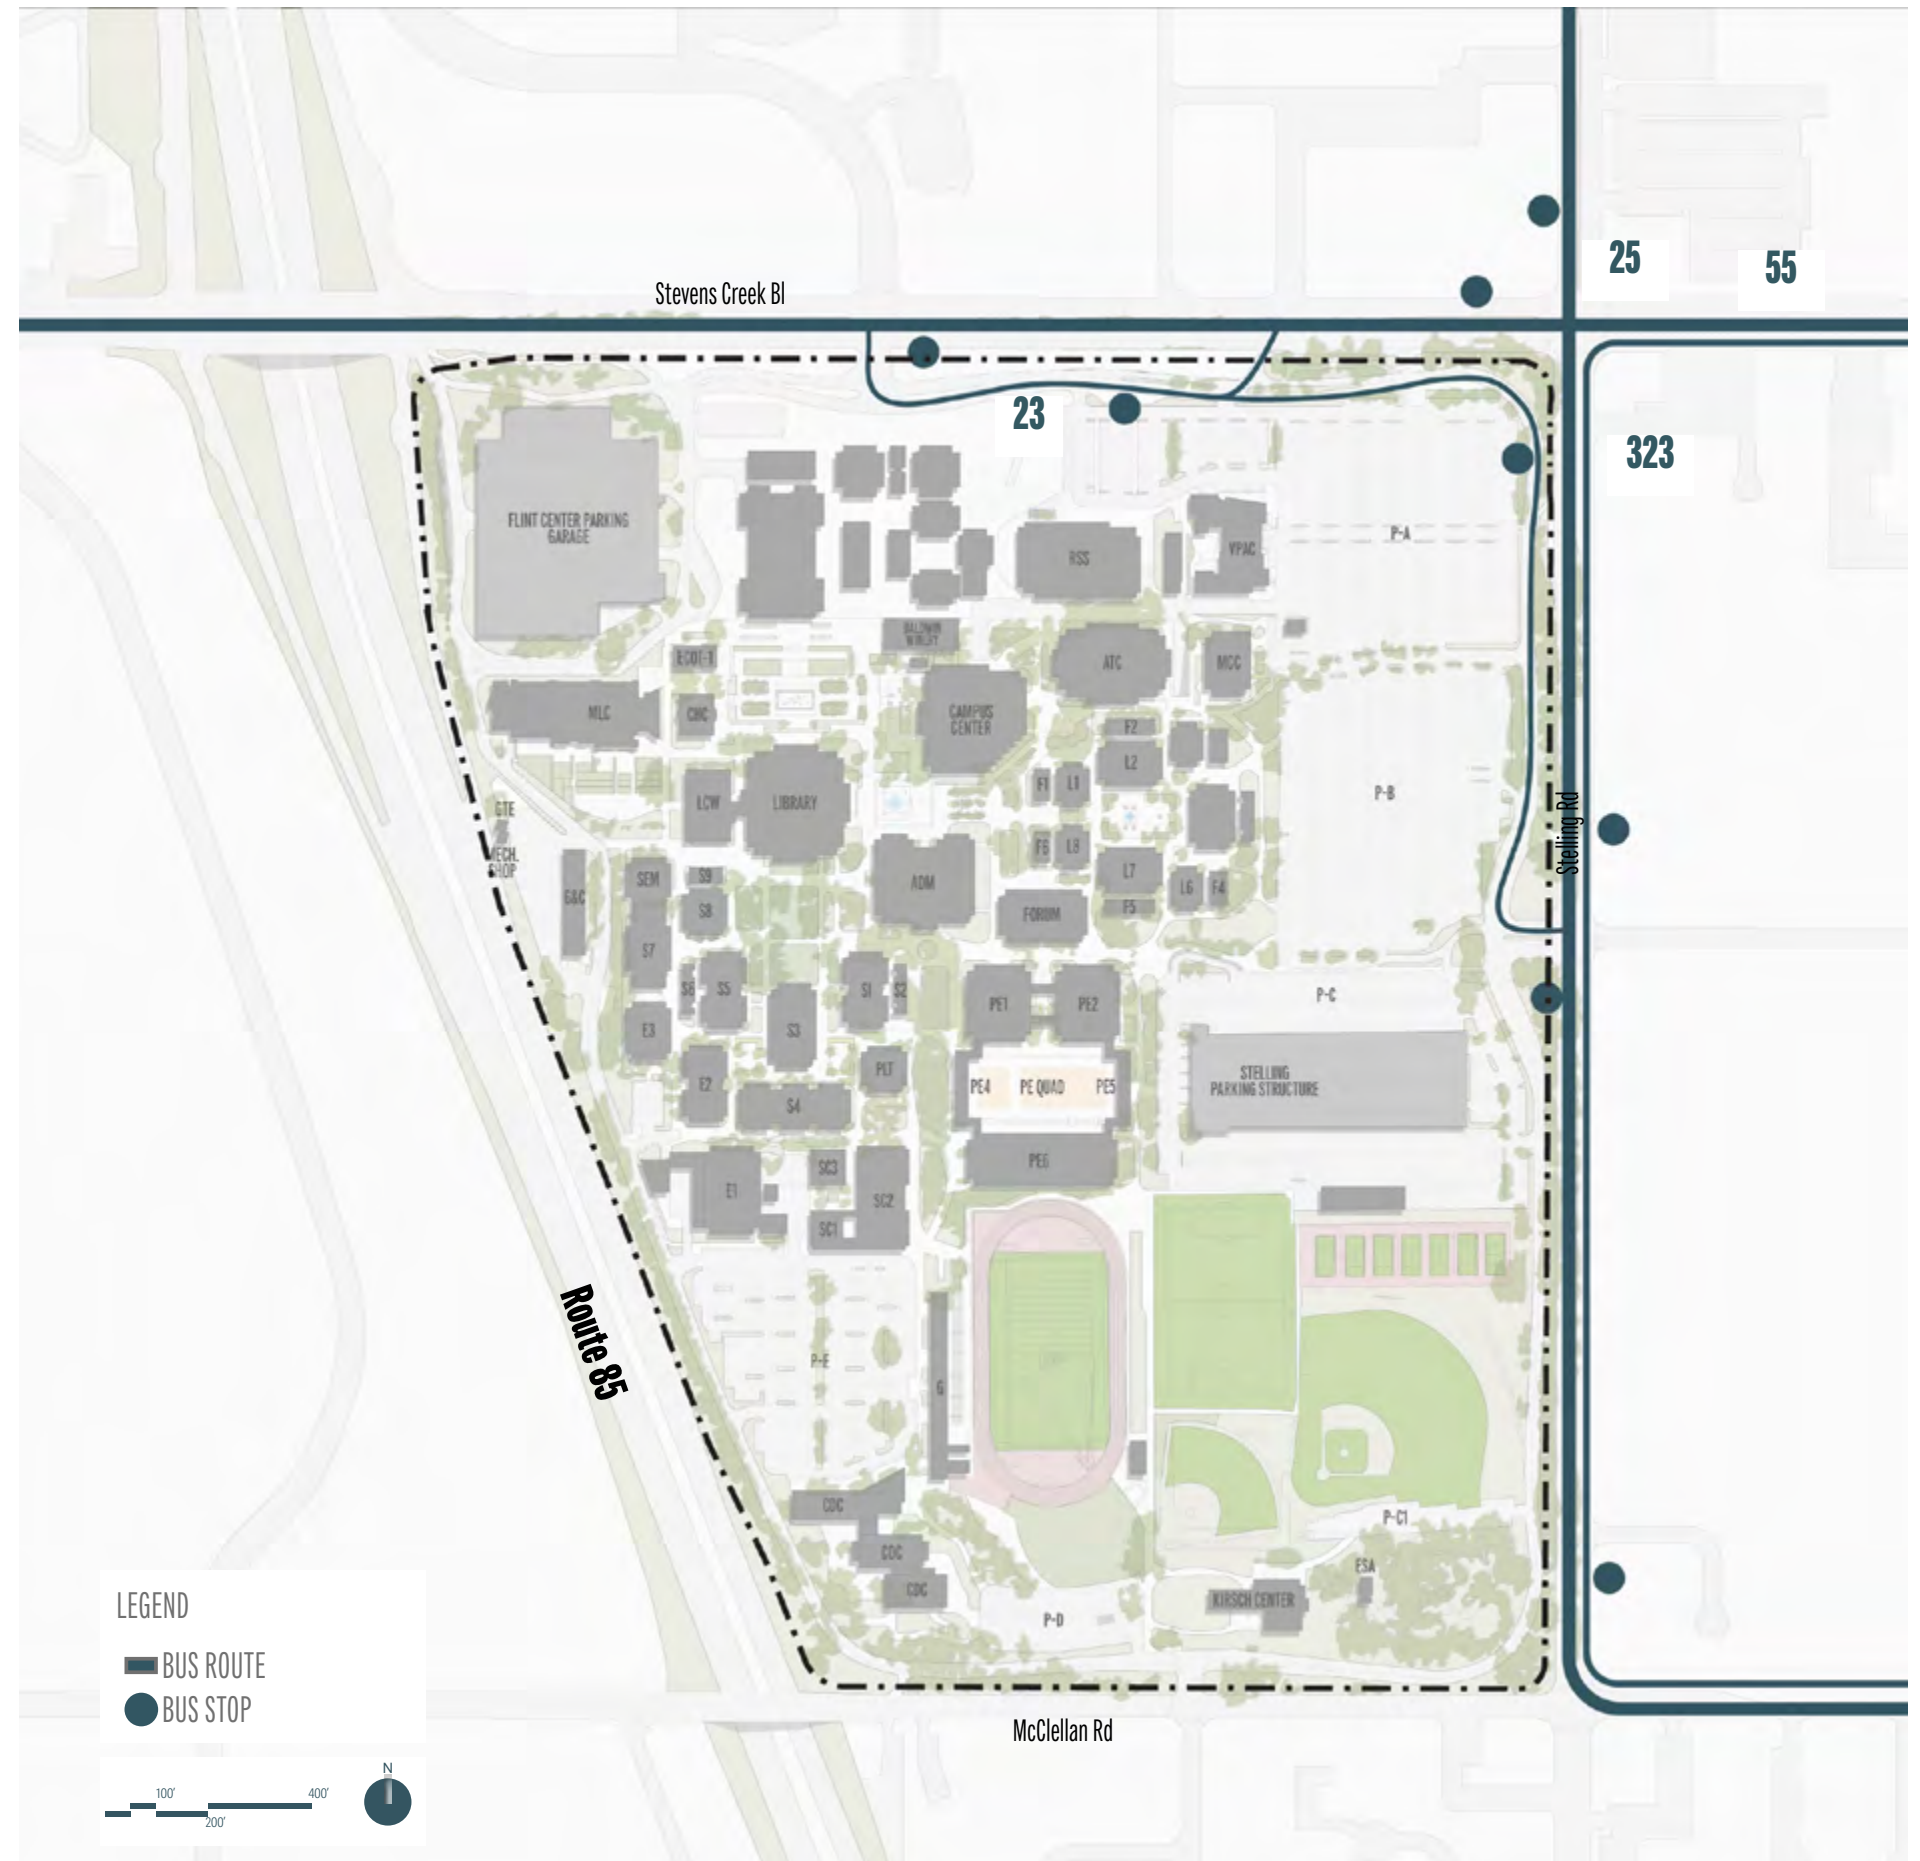 Stevens Creek Bl
25
55
23
323
FLINT CENTER PARKING
GARAGE
RSS
VPAC
P-A
BALDWIN
WINERY
ECOT-1
ATC
MCC
MLC
CHC
CAMPUS
CENTER
F2
L2
LCW
LIBRARY
F1
L1
P-B
GTE
MECH.
SHOP
Stelling Rd
F6
L8
SEM
S9
G&C
S8
ADM
L7
L6
F4
F5
FORUM
S7
S6
S5
S1
S2
PE1
PE2
P-C
E3
S3
E2
PLT
S4
PE4
PE QUAD
PE5
STELLING
PARKING STRUCTURE
PE6
E1
SC3
SC2
SC1
Route 85
P-E
G
CDC
CDC
CDC
P-C1
ESA
KIRSCH CENTER
P-D
McClellan Rd
LEGEND
BUS ROUTE
BUS STOP
100'
400'
200'
N